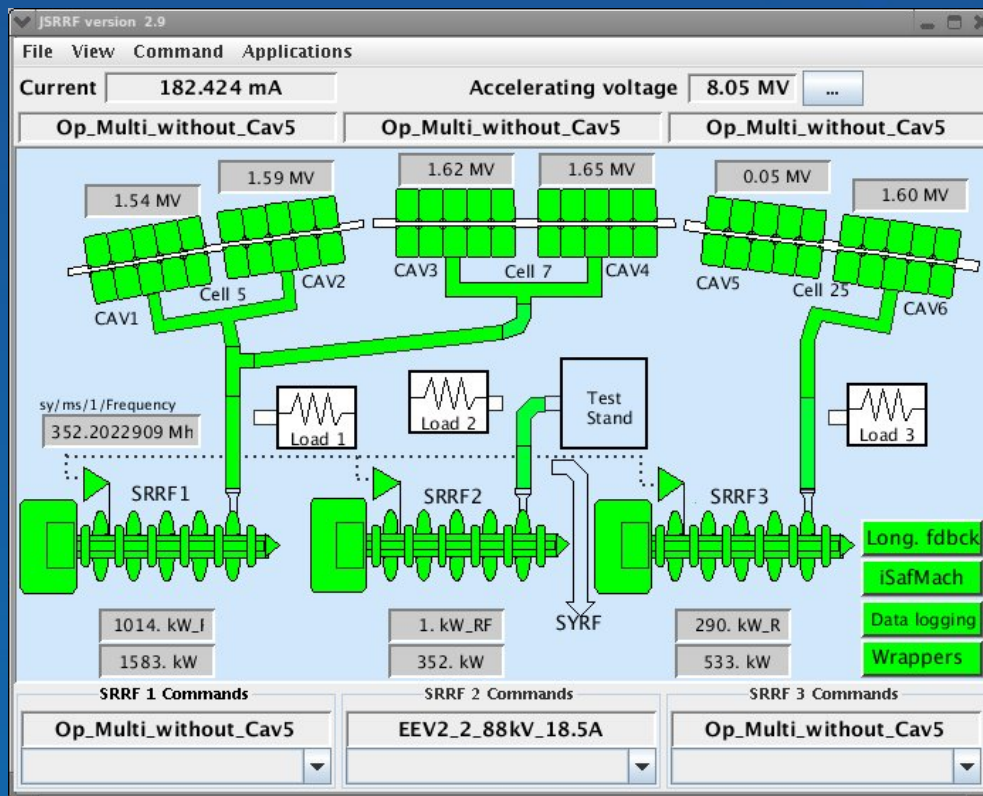 JSRRF version 2.9
File View Command Applications
Current 182.424 mA Accelerating voltage 8.05 MV ...
Op_Multi_without_Cav5 Op_Multi_without_Cav5 Op_Multi_without_Cav5
1.54 MV 1.59 MV 1.62 MV 1.65 MV 0.05 MV 1.60 MV
CAV1 Cell 5 CAV2 CAV3 Cell 7 CAV4 CAV5 Cell 25 CAV6
sy/ms/1/Frequency
352.2022909 Mh
Load 1
Load 2
Test
Stand
Load 3
SRRF1 SRRF2 SRRF3
SYRF
Long. fdbck
iSafMach
Data logging
Wrappers
1014. kW_F 1. kW_RF 290. kW_R
1583. kW 352. kW 533. kW
SRRF 1 Commands SRRF 2 Commands SRRF 3 Commands
Op_Multi_without_Cav5 EEV2_2_88kV_18.5A Op_Multi_without_Cav5